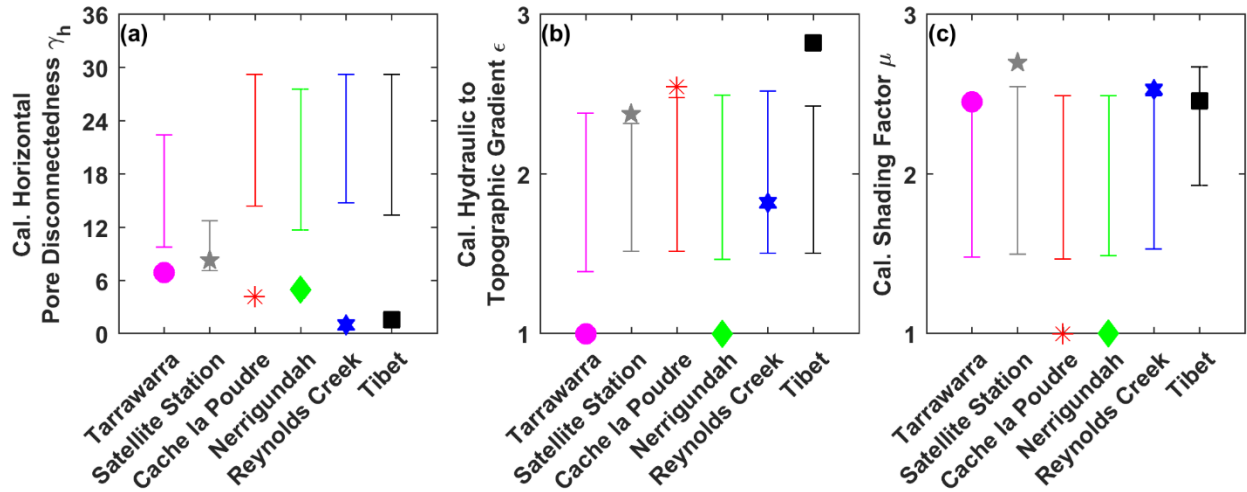 (a)
Cal. Horizontal
Pore Disconnectedness γh
36
30
24
18
12
6
0
Tarrawarra
Satellite Station
Cache la Poudre
Nerrigundah
Reynolds Creek
Tibet
(b)
Cal. Hydraulic to
Topographic Gradient ϵ
3
2
1
Tarrawarra
Satellite Station
Cache la Poudre
Nerrigundah
Reynolds Creek
Tibet
(c)
Cal. Shading Factor μ
3
2
1
Tarrawarra
Satellite Station
Cache la Poudre
Nerrigundah
Reynolds Creek
Tibet